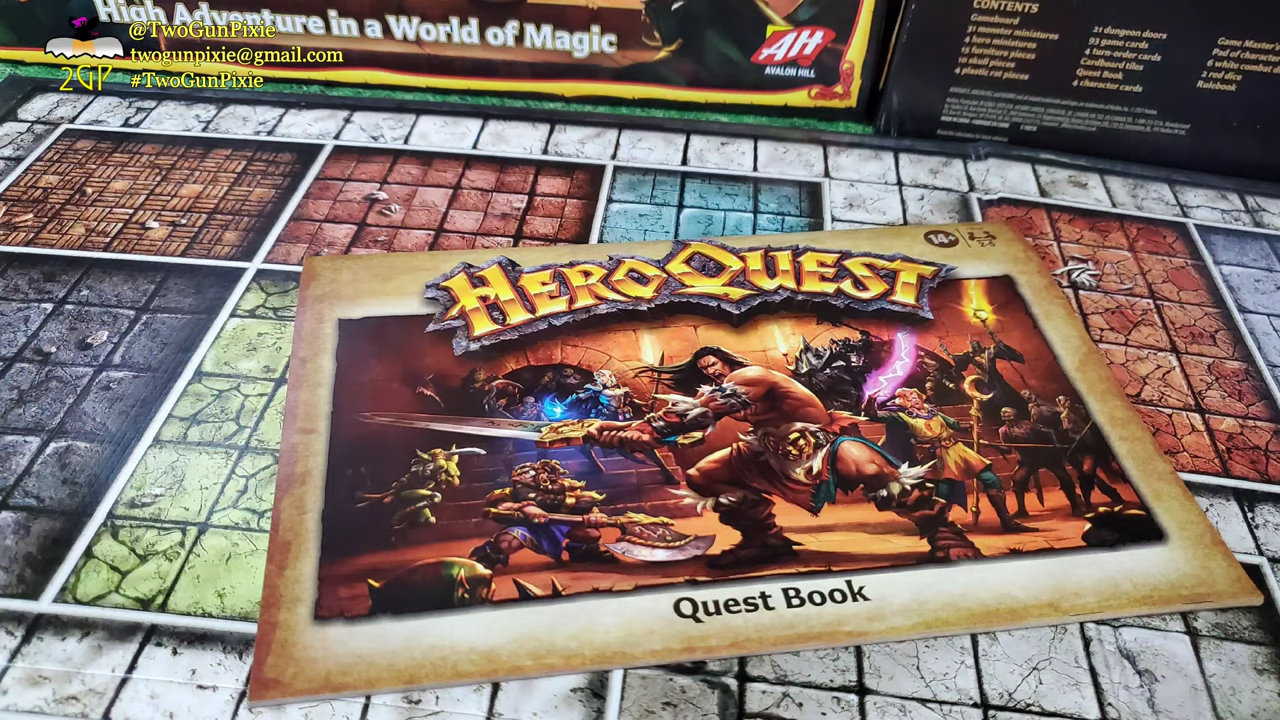 @TwoGunPixie
twogunpixie@gmail.com
#TwoGunPixie
2GP
High Adventure in a World of Magic
AH
AVALON HILL
CONTENTS
Gameboard
31 monster miniatures
4 hero miniatures
15 furniture pieces
10 skull pieces
4 plastic rat pieces
21 dungeon doors
93 game cards
4 turn-order cards
Cardboard tiles
Quest Book
4 character cards
Game Master's
Pad of character
6 white combat
2 red dice
Rulebook
14+
2-5
HEROQUEST
Quest Book